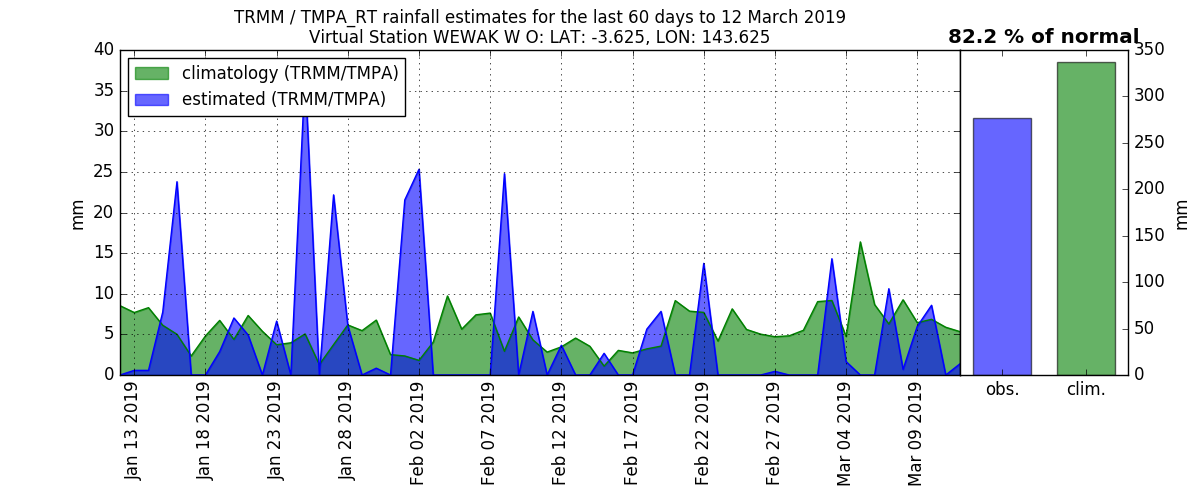 TRMM / TMPA_RT rainfall estimates for the last 60 days to 12 March 2019
Virtual Station WEWAK W O: LAT: -3.625, LON: 143.625
82.2 % of normal
climatology (TRMM/TMPA)
estimated (TRMM/TMPA)
40
35
30
25
20
15
10
5
0
mm
Jan 13 2019
Jan 18 2019
Jan 23 2019
Jan 28 2019
Feb 02 2019
Feb 07 2019
Feb 12 2019
Feb 17 2019
Feb 22 2019
Feb 27 2019
Mar 04 2019
Mar 09 2019
350
300
250
200
150
100
50
0
mm
obs.
clim.